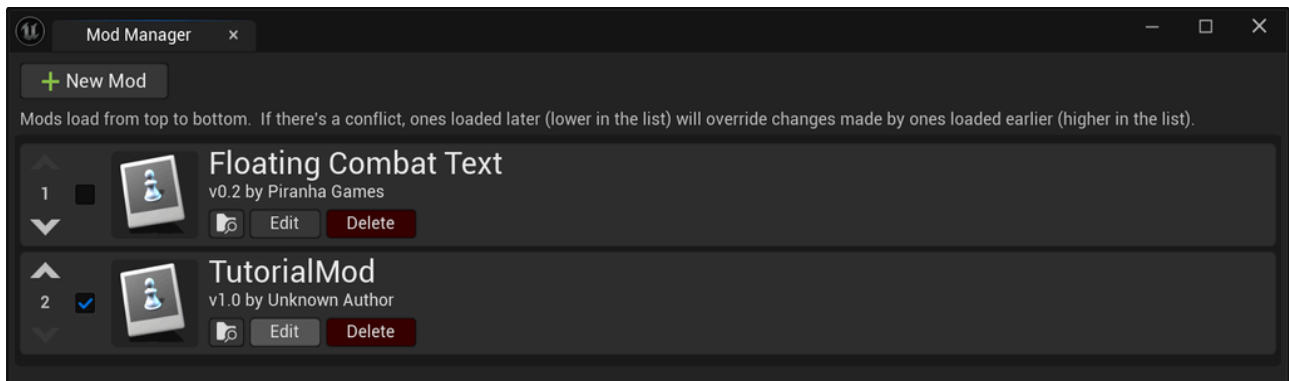 Mod Manager
New Mod
Mods load from top to bottom. If there's a conflict, ones loaded later (lower in the list) will override changes made by ones loaded earlier (higher in the list).
Floating Combat Text
1
v0.2 by Piranha Games
Edit Delete
TutorialMod
2
v1.0 by Unknown Author
Edit Delete